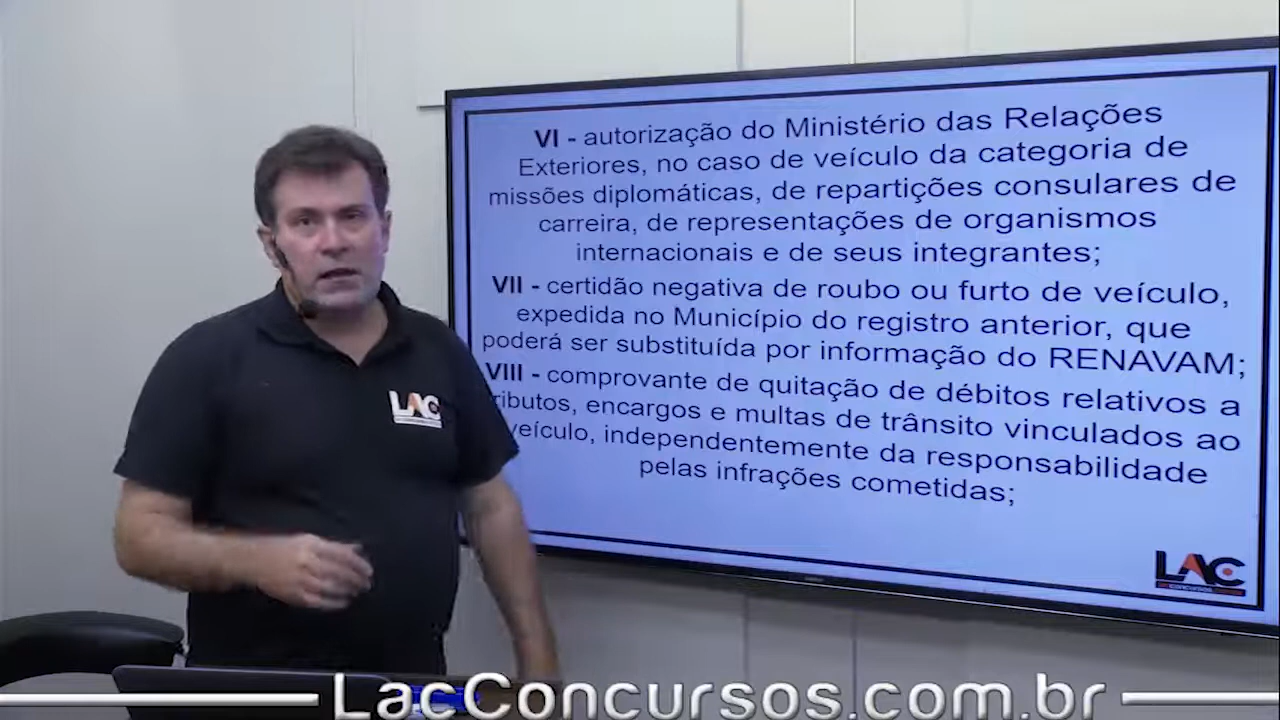 VI - autorização do Ministério das Relações
Exteriores, no caso de veículo da categoria de
missões diplomáticas, de repartições consulares de
carreira, de representações de organismos
internacionais e de seus integrantes;
VII - certidão negativa de roubo ou furto de veículo,
expedida no Município do registro anterior, que
poderá ser substituída por informação do RENAVAM;
VIII - comprovante de quitação de débitos relativos a
ributos, encargos e multas de trânsito vinculados ao
veículo, independentemente da responsabilidade
pelas infrações cometidas;
LAC
LAC
LacConcursos.com.br